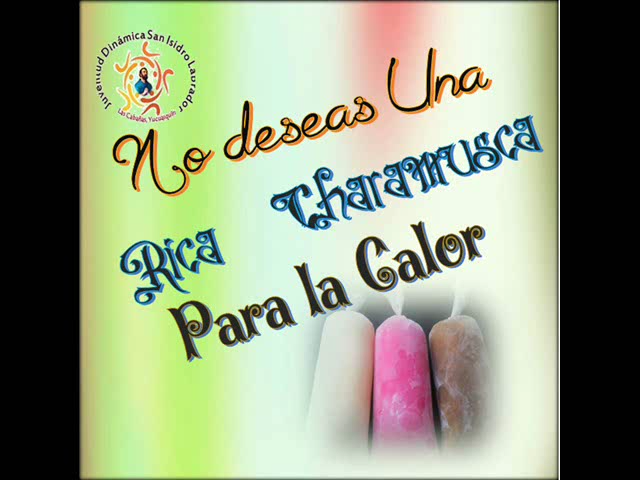 Juventud Dinámica San Isidro Labrador
Las Cabañas, Yucuaiquín
No deseas Una
Rica Charamusca
Para la Calor